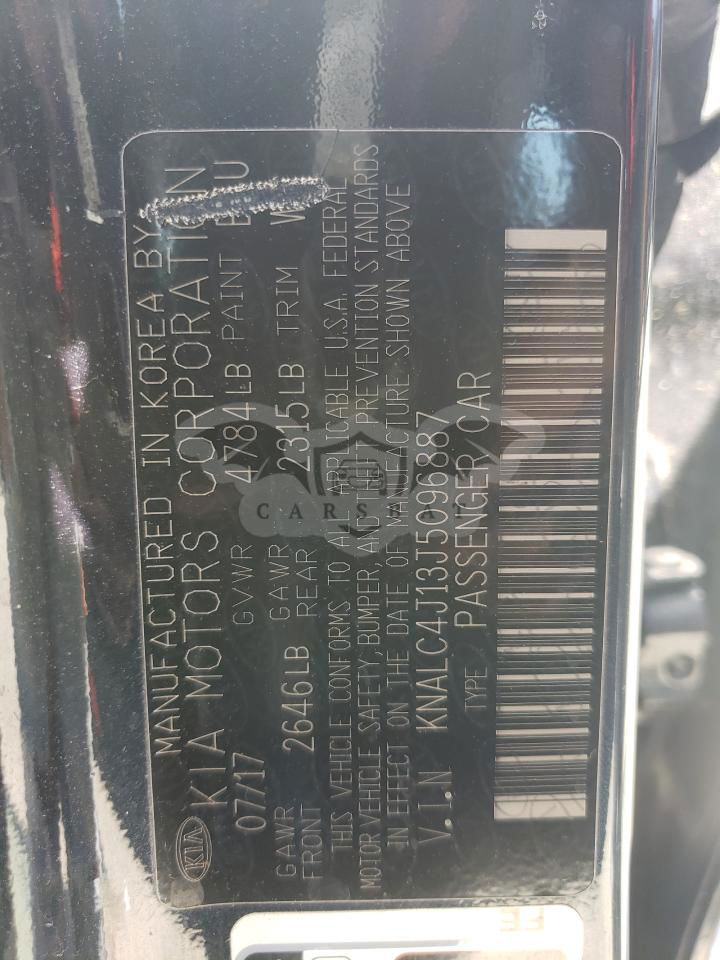 MANUFACTURED IN KOREA BY
KIA MOTORS CORPORATION
KIA
07/17 GVWR 4784LB PAINT
GAWR FRONT 2646LB GAWR REAR 2315LB TRIM
THIS VEHICLE CONFORMS TO ALL APPLICABLE U.S.A. FEDERAL
MOTOR VEHICLE SAFETY, BUMPER, AND THEFT PREVENTION STANDARDS
IN EFFECT ON THE DATE OF MANUFACTURE SHOWN ABOVE
V.I.N KNALC4J13J5096887
TYPE PASSENGER CAR
CARSBAT